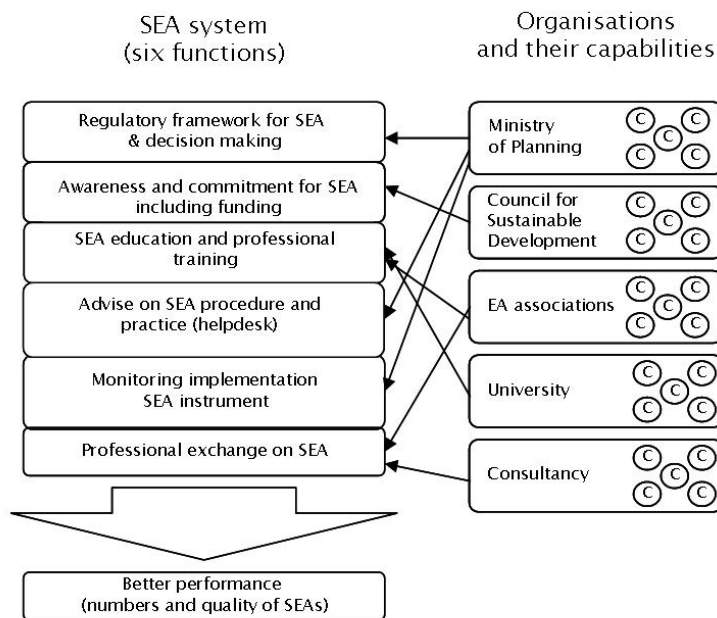 SEA system
(six functions)
Organisations
and their capabilities
Regulatory framework for SEA
& decision making
Awareness and commitment for SEA
including funding
SEA education and professional
training
Advise on SEA procedure and
practice (helpdesk)
Monitoring implementation
SEA instrument
Professional exchange on SEA
Better performance
(numbers and quality of SEAs)
Ministry
of Planning
C C
C
C C
Council for
Sustainable
Development
C C
C
C C
EA associations
C C
C
C C
University
C C
C
C C
Consultancy
C C
C
C C